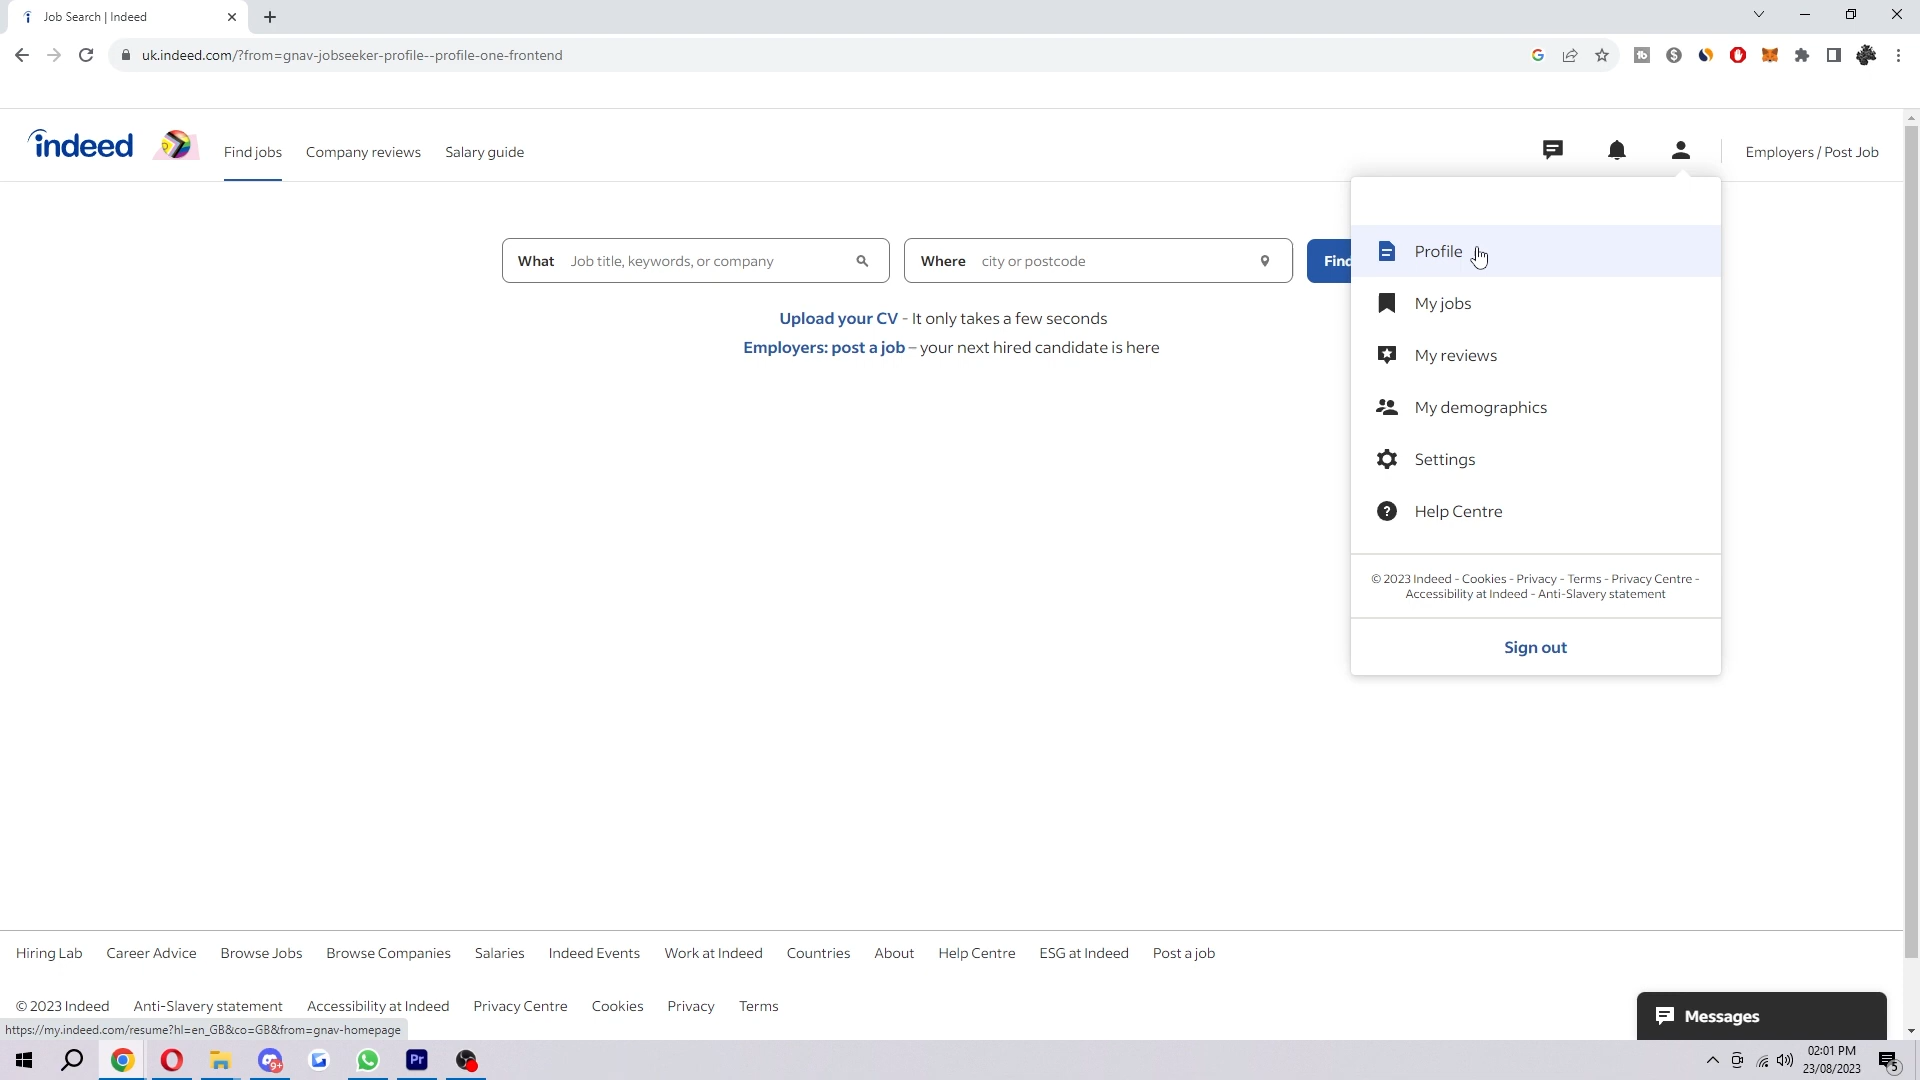 Job Search | Indeed
uk.indeed.com/?from=gnav-jobseeker-profile--profile-one-frontend
indeed
Find jobs
Company reviews
Salary guide
Employers / Post Job
What
Job title, keywords, or company
Where
city or postcode
Find
Upload your CV - It only takes a few seconds
Employers: post a job – your next hired candidate is here
Profile
My jobs
My reviews
My demographics
Settings
Help Centre
© 2023 Indeed - Cookies - Privacy - Terms - Privacy Centre -
Accessibility at Indeed - Anti-Slavery statement
Sign out
Hiring Lab
Career Advice
Browse Jobs
Browse Companies
Salaries
Indeed Events
Work at Indeed
Countries
About
Help Centre
ESG at Indeed
Post a job
© 2023 Indeed
Anti-Slavery statement
Accessibility at Indeed
Privacy Centre
Cookies
Privacy
Terms
Messages
https://my.indeed.com/resume?hl=en_GB&co=GB&from=gnav-homepage
9+
Pr
02:01 PM
23/08/2023
5